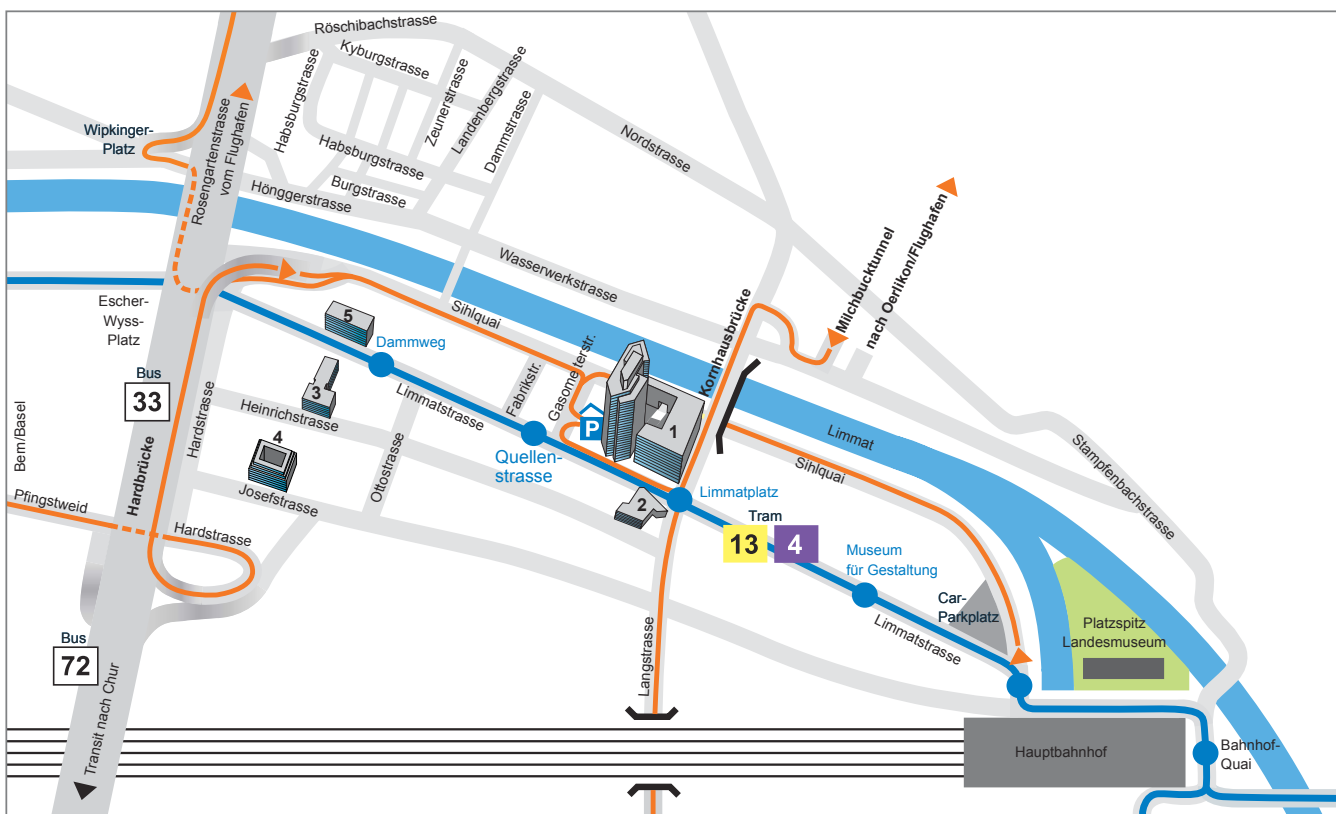 Röschibachstrasse
Kyburgstrasse
Habsburgstrasse
Zeunerstrasse
Landenbergstrasse
Dammstrasse
Nordstrasse
Wipkinger-
Platz
Rosengartenstrasse
vom Flughafen
Habsburgstrasse
Burgstrasse
Hönggerstrasse
Wasserwerkstrasse
Kornhausbrücke
Milchbucktunnel
nach Oerlikon/Flughafen
Escher-
Wyss-
Platz
5
Dammweg
Sihlquai
Gasometerstr.
Fabrikstr.
Bus
33
3
Limmatstrasse
Heinrichstrasse
Hardstrasse
4
P
1
Limmat
Stampfenbachstrasse
Bern/Basel
Hardbrücke
Ottostrasse
Quellen-
strasse
Sihlquai
Josefstrasse
Pfingstweid
Hardstrasse
2
Limmatplatz
Tram
13
4
Museum
für Gestaltung
Car-
Parkplatz
Limmatstrasse
Platzspitz
Landesmuseum
Bus
72
Langstrasse
Transit nach Chur
Hauptbahnhof
Bahnhof-
Quai